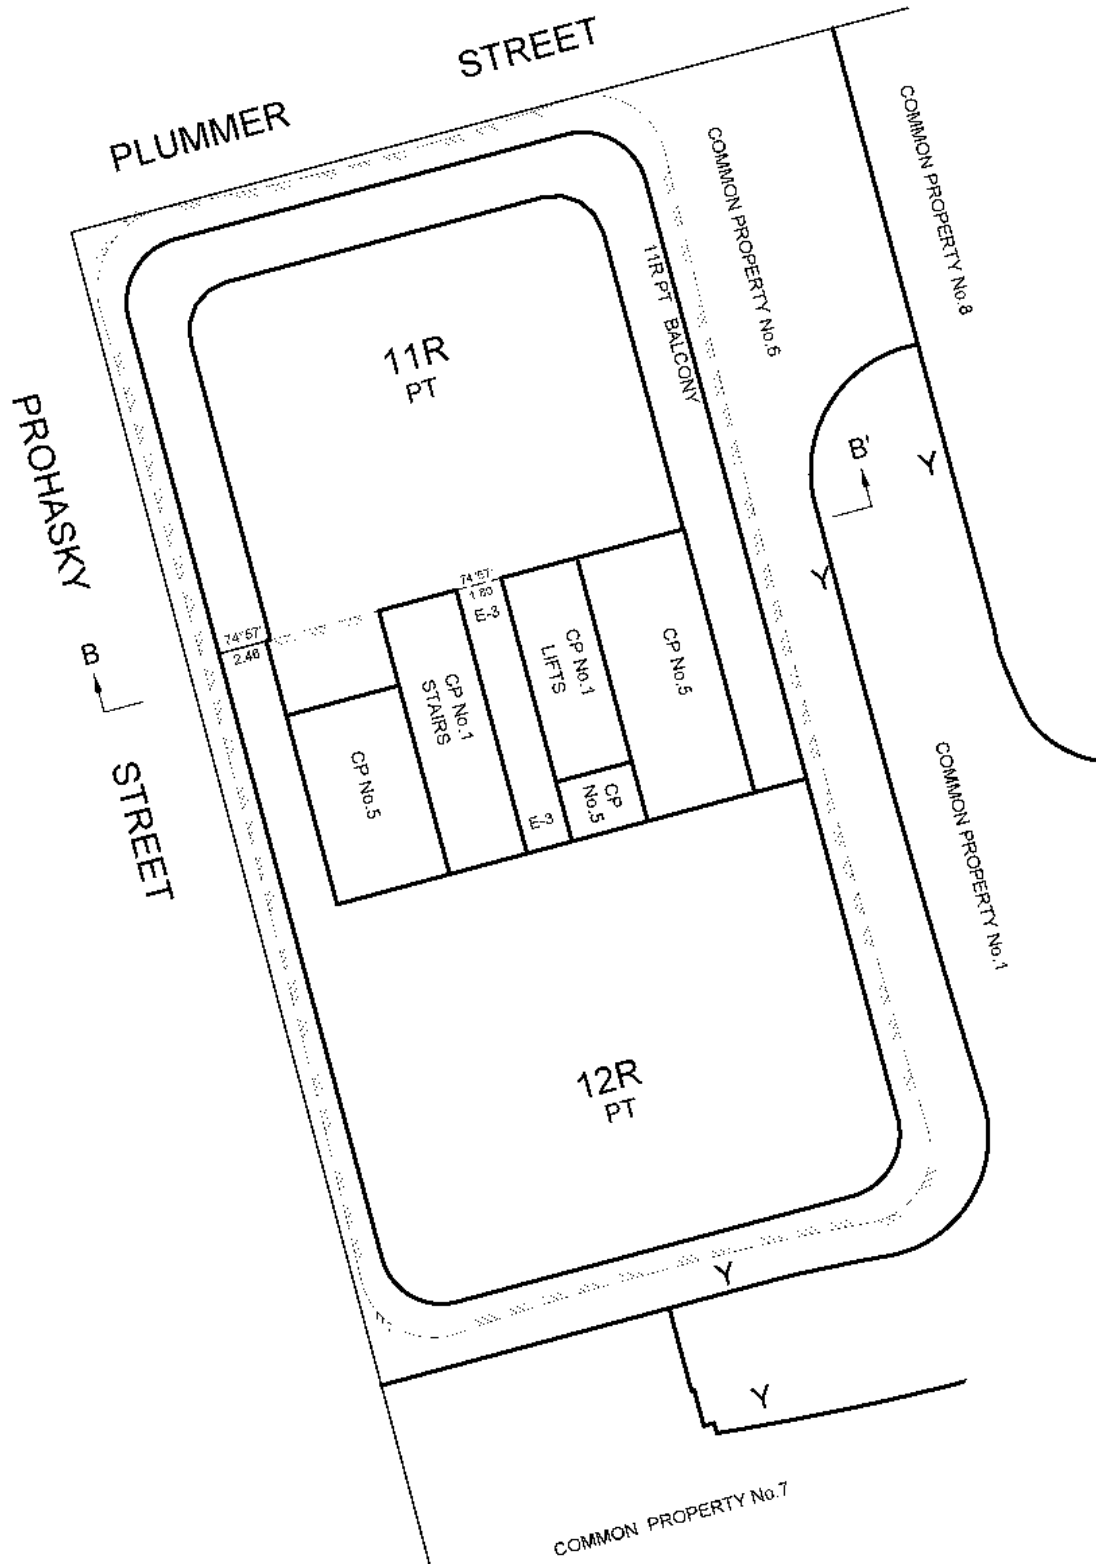 PLUMMER STREET
COMMON PROPERTY No.8
COMMON PROPERTY No.6
11R PT BALCONY
11R
PT
PROHASKY STREET
B'
Y
Y
74°57'
1.80
E-3
74°57'
2.46
B
CP No.1
LIFTS
CP No.5
CP No.1
STAIRS
CP No.5
CP
No.5
E-3
COMMON PROPERTY No.1
12R
PT
Y
Y
COMMON PROPERTY No.7